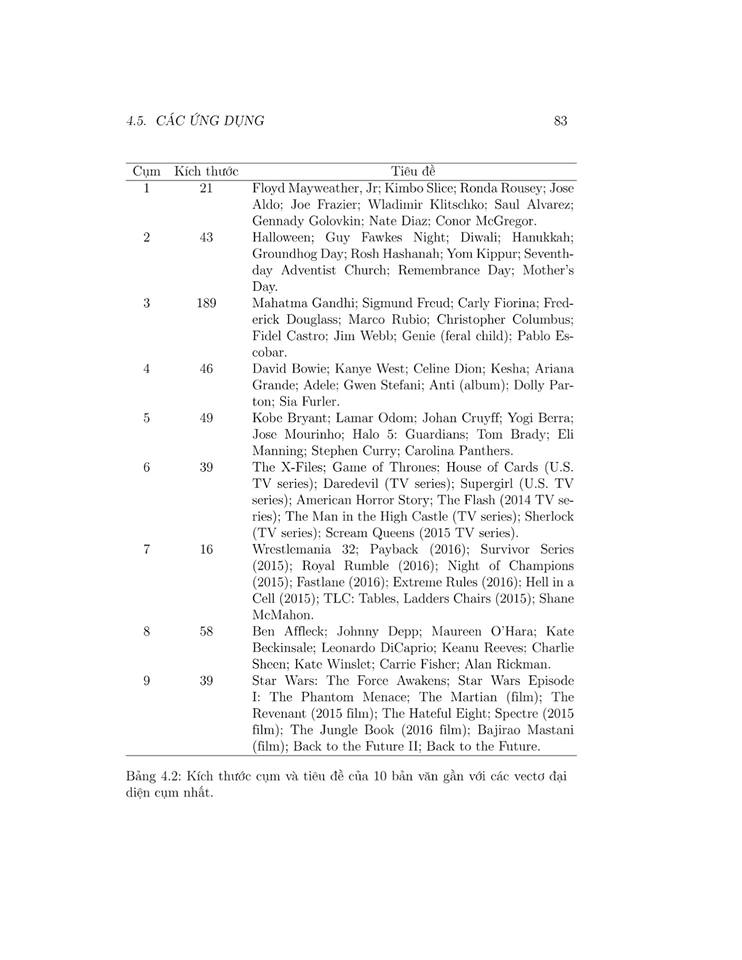 4.5. CÁC ỨNG DỤNG 83
Cụm Kích thước Tiêu đề
1 21 Floyd Mayweather, Jr; Kimbo Slice; Ronda Rousey; Jose
Aldo; Joe Frazier; Wladimir Klitschko; Saul Alvarez;
Gennady Golovkin; Nate Diaz; Conor McGregor.
2 43 Halloween; Guy Fawkes Night; Diwali; Hanukkah;
Groundhog Day; Rosh Hashanah; Yom Kippur; Seventh-
day Adventist Church; Remembrance Day; Mother's
Day.
3 189 Mahatma Gandhi; Sigmund Freud; Carly Fiorina; Fred-
erick Douglass; Marco Rubio; Christopher Columbus;
Fidel Castro; Jim Webb; Genie (feral child); Pablo Es-
cobar.
4 46 David Bowie; Kanye West; Celine Dion; Kesha; Ariana
Grande; Adele; Gwen Stefani; Anti (album); Dolly Par-
ton; Sia Furler.
5 49 Kobe Bryant; Lamar Odom; Johan Cruyff; Yogi Berra;
Jose Mourinho; Halo 5: Guardians; Tom Brady; Eli
Manning; Stephen Curry; Carolina Panthers.
6 39 The X-Files; Game of Thrones; House of Cards (U.S.
TV series); Daredevil (TV series); Supergirl (U.S. TV
series); American Horror Story; The Flash (2014 TV se-
ries); The Man in the High Castle (TV series); Sherlock
(TV series); Scream Queens (2015 TV series).
7 16 Wrestlemania 32; Payback (2016); Survivor Series
(2015); Royal Rumble (2016); Night of Champions
(2015); Fastlane (2016); Extreme Rules (2016); Hell in a
Cell (2015); TLC: Tables, Ladders Chairs (2015); Shane
McMahon.
8 58 Ben Affleck; Johnny Depp; Maureen O'Hara; Kate
Beckinsale; Leonardo DiCaprio; Keanu Reeves; Charlie
Sheen; Kate Winslet; Carrie Fisher; Alan Rickman.
9 39 Star Wars: The Force Awakens; Star Wars Episode
I: The Phantom Menace; The Martian (film); The
Revenant (2015 film); The Hateful Eight; Spectre (2015
film); The Jungle Book (2016 film); Bajirao Mastani
(film); Back to the Future II; Back to the Future.
Bảng 4.2: Kích thước cụm và tiêu đề của 10 bản văn gần với các vectơ đại
diện cụm nhất.